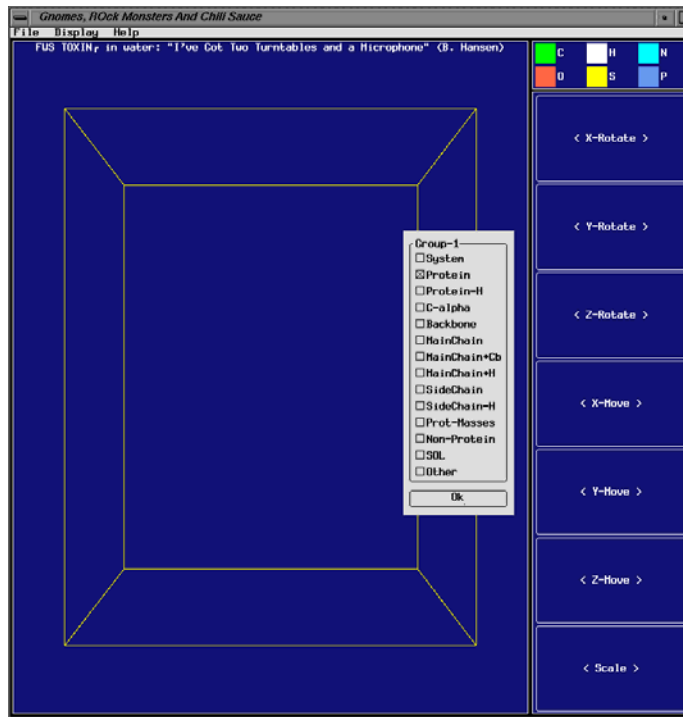 Gnomes, ROck Monsters And Chili Sauce
File Display Help
FUS TOXINr in water: "I've Got Two Turntables and a Microphone" (B. Hansen)
C H N
O S P
< X-Rotate >
< Y-Rotate >
< Z-Rotate >
< X-Move >
< Y-Move >
< Z-Move >
< Scale >
Group-1
System
Protein
Protein-H
C-alpha
Backbone
MainChain
MainChain+Cb
MainChain+H
SideChain
SideChain-H
Prot-Masses
Non-Protein
SOL
Other
Ok